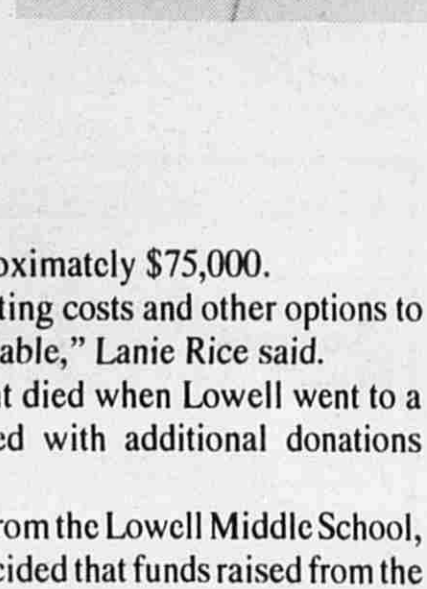 oximately $75,000.
ting costs and other options to
able,” Lanie Rice said.
t died when Lowell went to a
ed with additional donations
rom the Lowell Middle School,
cided that funds raised from the